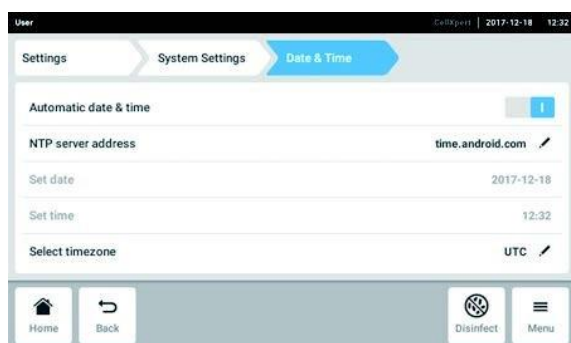 User CellXpert | 2017-12-18 12:32
Settings System Settings Date & Time
Automatic date & time I
NTP server address time.android.com
Set date 2017-12-18
Set time 12:32
Select timezone UTC
Home Back Disinfect Menu